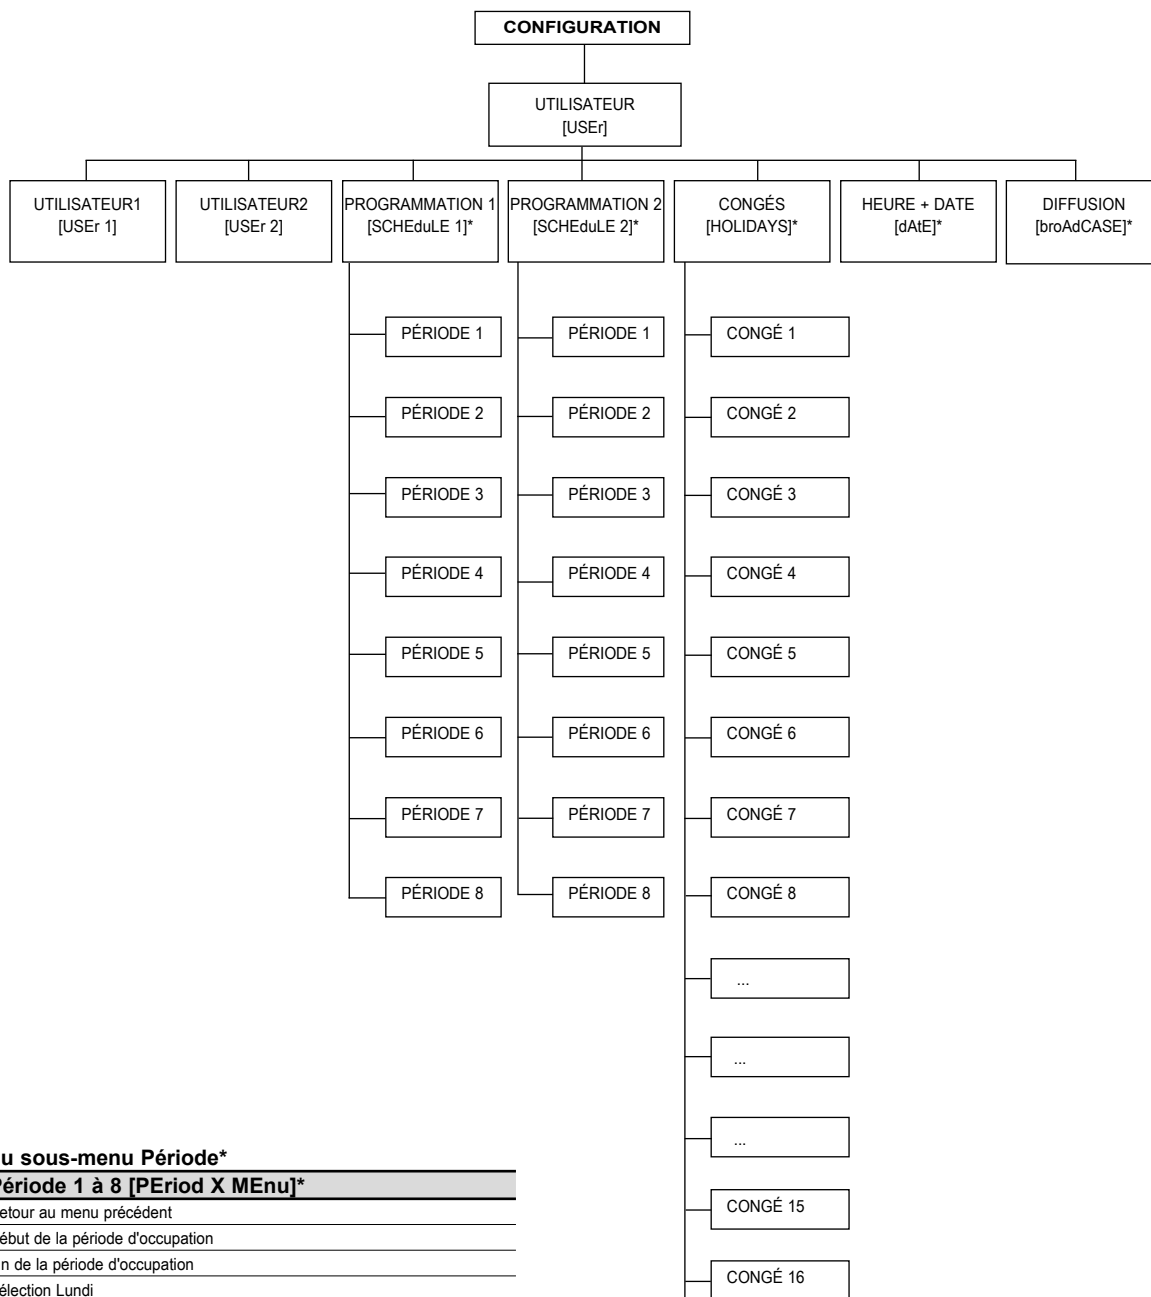 CONFIGURATION
UTILISATEUR
[USEr]
UTILISATEUR1
[USEr 1]
UTILISATEUR2
[USEr 2]
PROGRAMMATION 1
[SCHEduLE 1]*
PROGRAMMATION 2
[SCHEduLE 2]*
CONGÉS
[HOLIDAYS]*
HEURE + DATE
[dAtE]*
DIFFUSION
[broAdCASE]*
PÉRIODE 1
PÉRIODE 1
CONGÉ 1
PÉRIODE 2
PÉRIODE 2
CONGÉ 2
PÉRIODE 3
PÉRIODE 3
CONGÉ 3
PÉRIODE 4
PÉRIODE 4
CONGÉ 4
PÉRIODE 5
PÉRIODE 5
CONGÉ 5
PÉRIODE 6
PÉRIODE 6
CONGÉ 6
PÉRIODE 7
PÉRIODE 7
CONGÉ 7
PÉRIODE 8
PÉRIODE 8
CONGÉ 8
...
...
...
CONGÉ 15
CONGÉ 16
u sous-menu Période*
Période 1 à 8 [PEriod X MEnu]*
etour au menu précédent
ébut de la période d'occupation
in de la période d'occupation
élection Lundi